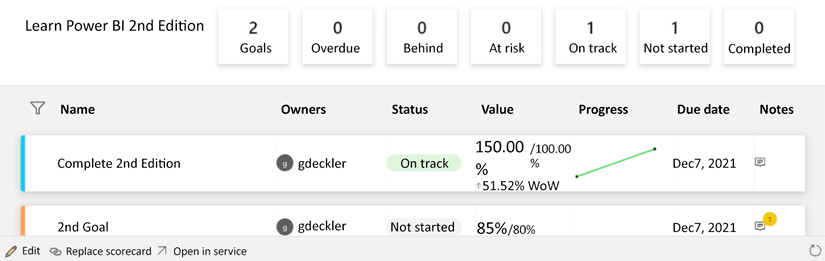 Learn Power BI 2nd Edition
2 Goals
0 Overdue
0 Behind
0 At risk
1 On track
1 Not started
0 Completed
Name Owners Status Value Progress Due date Notes
Complete 2nd Edition g gdeckler On track 150.00 % /100.00 % ↑51.52% WoW Dec7, 2021
2nd Goal g gdeckler Not started 85%/80% Dec7, 2021 1
Edit Replace scorecard Open in service